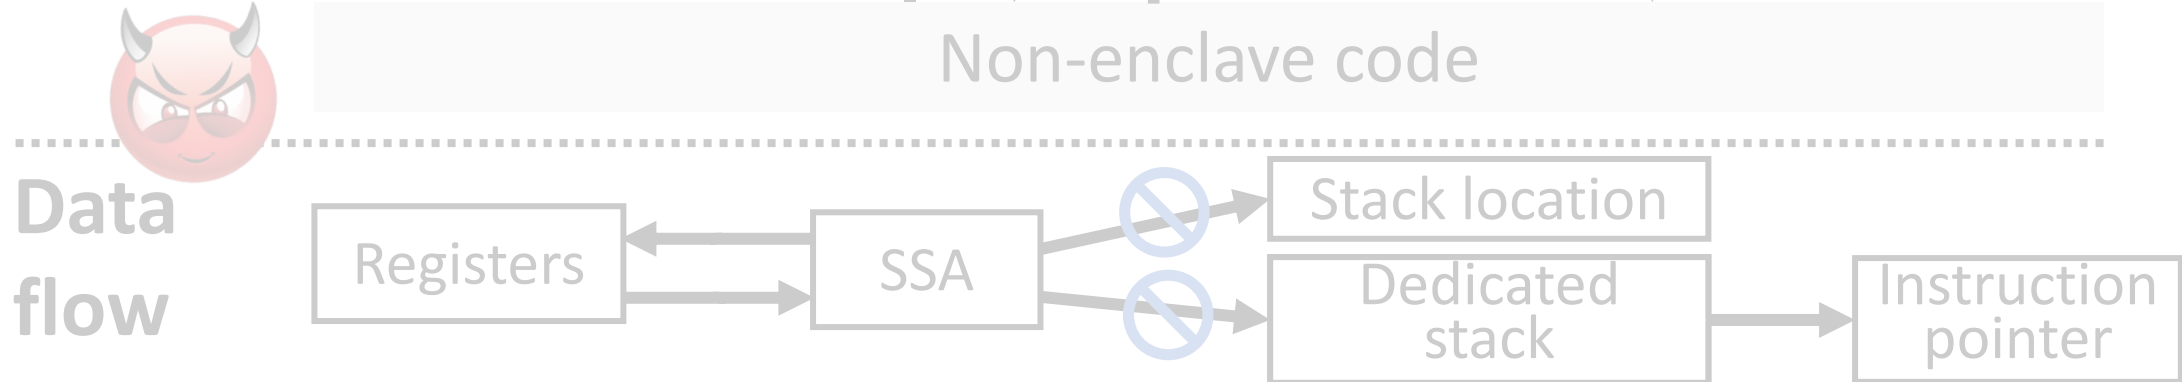 Non-enclave code
Data
flow
Registers
SSA
Stack location
Dedicated
stack
Instruction
pointer